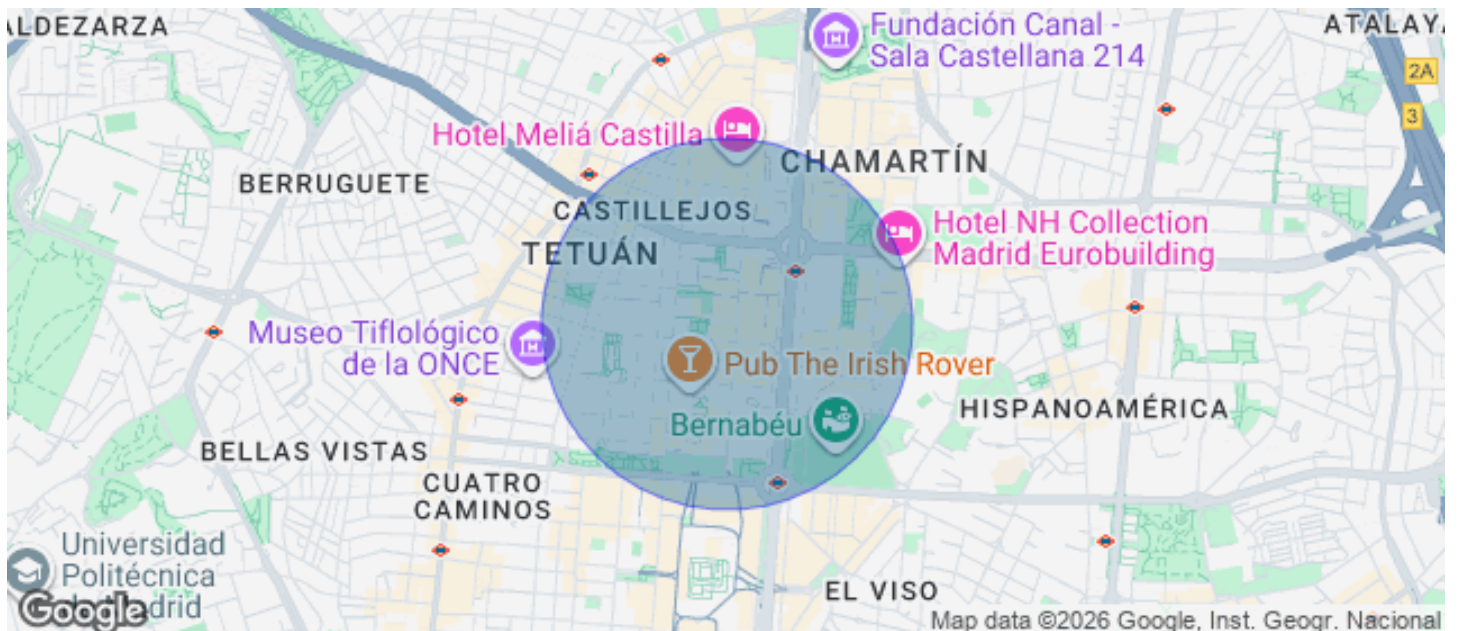 Fundación Canal -
Sala Castellana 214
2A
3
Hotel Meliá Castilla
CHAMARTÍN
BERRUGUETE
CASTILLEJOS
Hotel NH Collection
Madrid Eurobuilding
TETUÁN
Museo Tiflológico
de la ONCE
Pub The Irish Rover
Bernabéu
HISPANOAMÉRICA
BELLAS VISTAS
CUATRO
CAMINOS
Universidad
Politécnica
de Madrid
EL VISO
Google
Map data ©2026 Google, Inst. Geogr. Nacional